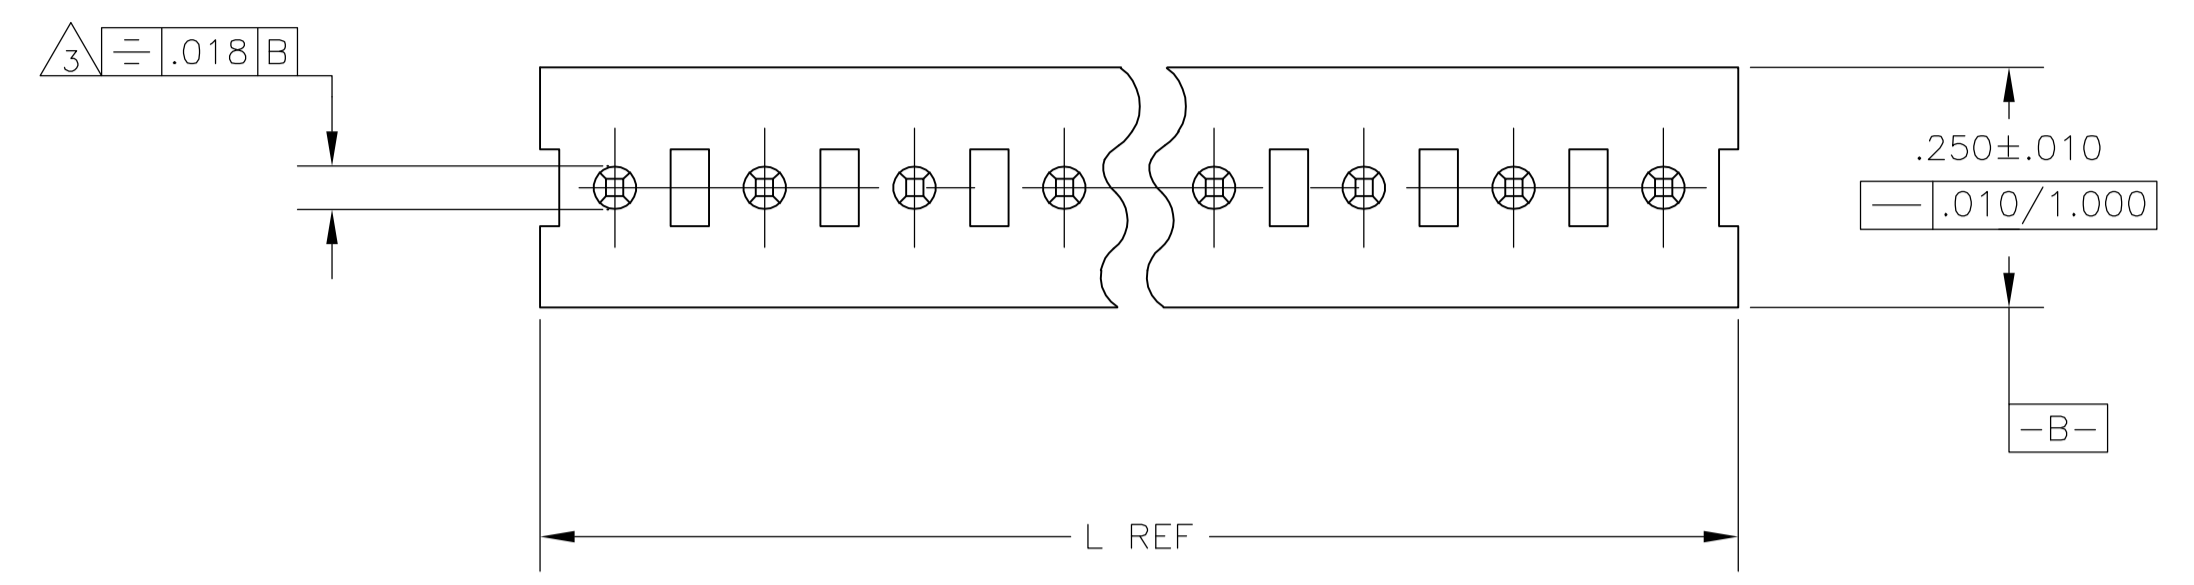 3 ⌯ .018 B
.250±.010
— .010/1.000
-B-
L REF